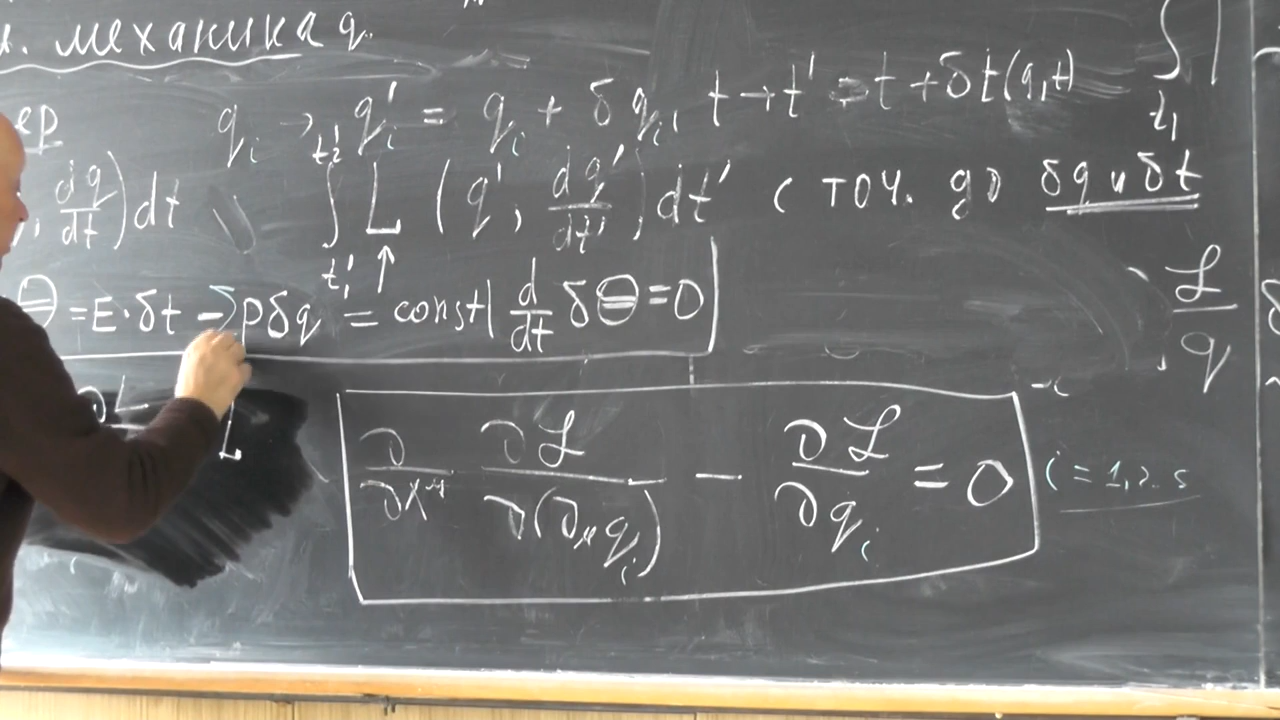 механика q.
q_i → q'_i = q_i + δq_i, t → t' = t + δt(q,t)
dq/dt) dt ∫_{t'_1}^{t'_2} L (q', dq'/dt') dt' с точ. до δq и δt
Θ = E·δt - Σpδq = const | d/dt δΘ = 0
∂/∂x^μ ∂ℒ/∂(∂_μ q_i) - ∂ℒ/∂q_i = 0 i = 1,2..s
ℒ/q
∫ t_1
∂L